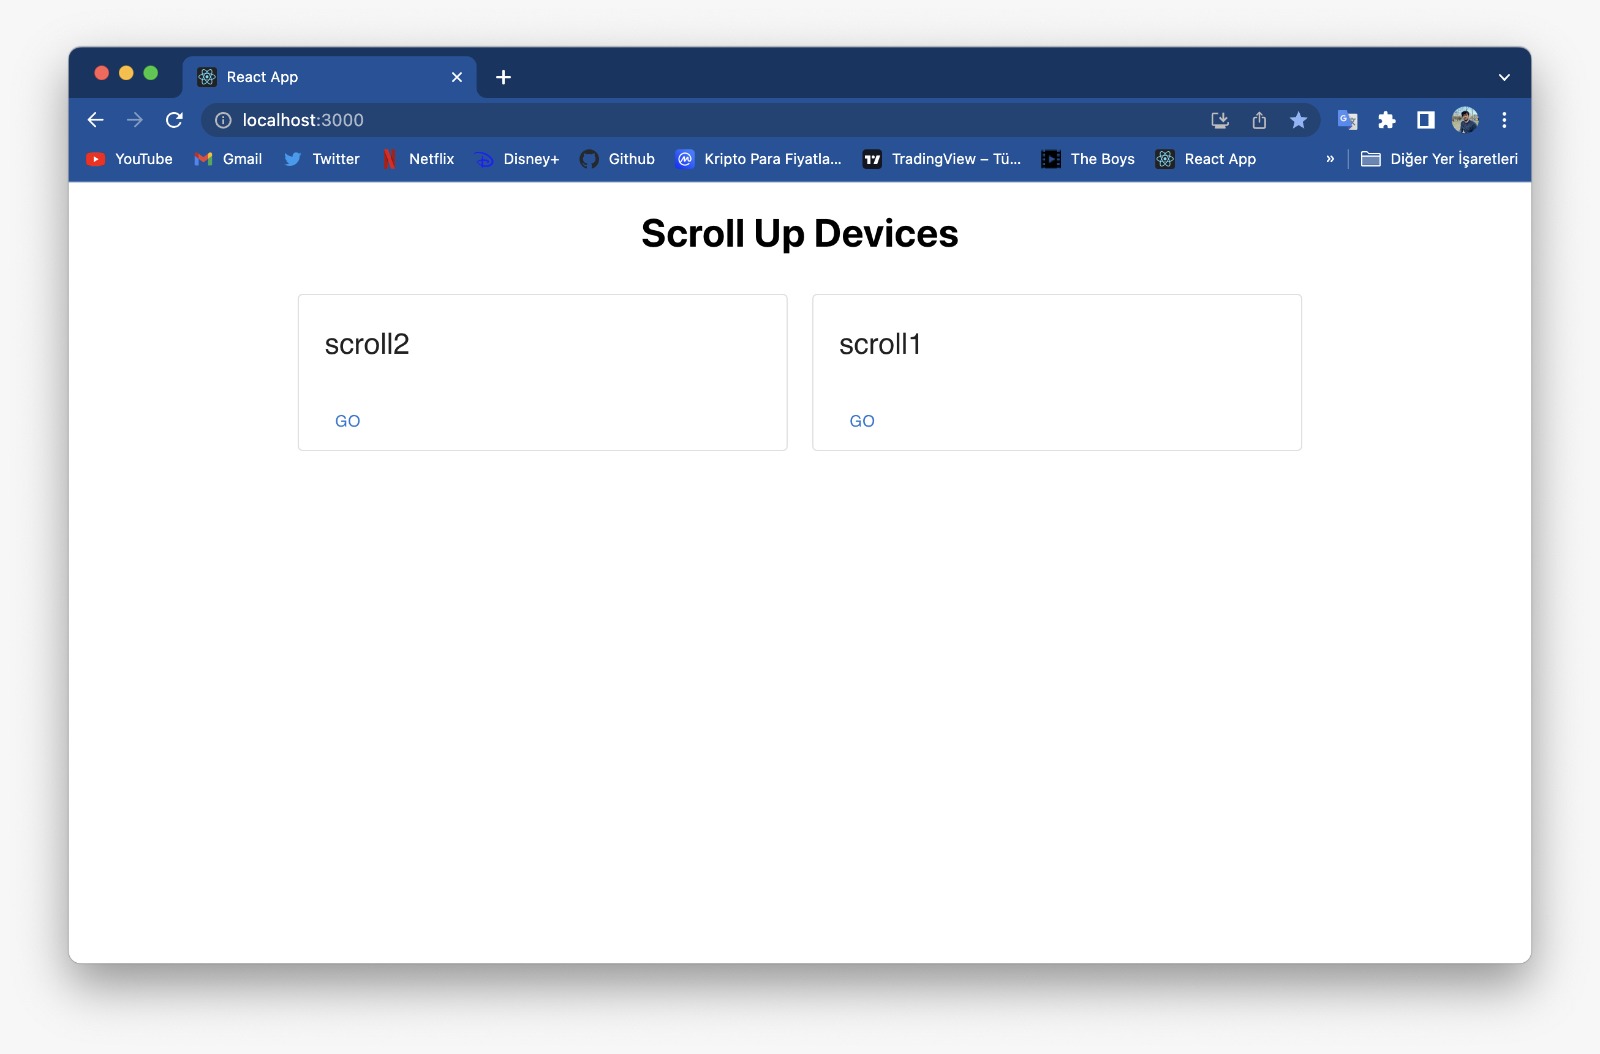 React App
localhost:3000
YouTube Gmail Twitter Netflix Disney+ Github Kripto Para Fiyatla... TradingView – Tü... The Boys React App » Diğer Yer İşaretleri
Scroll Up Devices
scroll2
GO
scroll1
GO